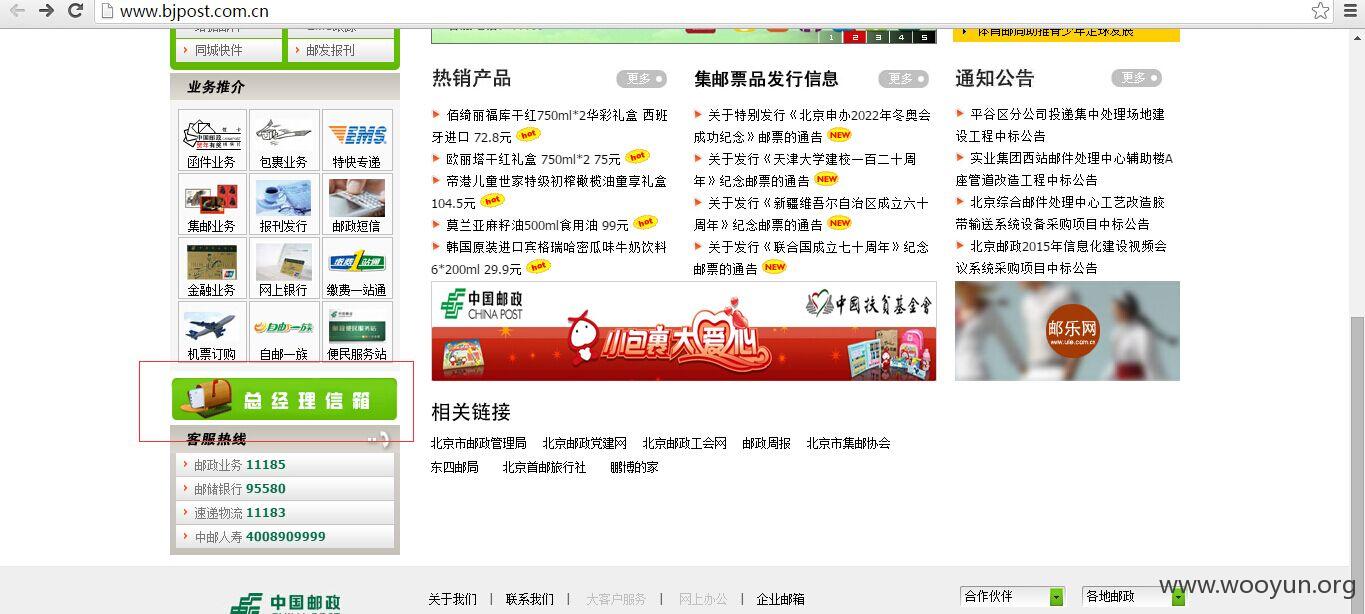 www.bjpost.com.cn
同城快件
邮发报刊
业务推介
函件业务
包裹业务
EMS
特快专递
集邮业务
报刊发行
邮政短信
金融业务
网上银行
缴费一站通
机票订购
自由一族
自邮一族
便民服务站
总经理信箱
客服热线
邮政业务 11185
邮储银行 95580
速递物流 11183
中邮人寿 4008909999
1 2 3 4 5
热销产品
更多
佰绮丽福库干红750ml*2华彩礼盒 西班
牙进口 72.8元 hot
欧丽塔干红礼盒 750ml*2 75元 hot
帝港儿童世家特级初榨橄榄油童享礼盒
104.5元 hot
莫兰亚麻籽油500ml食用油 99元 hot
韩国原装进口宾格瑞哈密瓜味牛奶饮料
6*200ml 29.9元 hot
集邮票品发行信息
更多
关于特别发行《北京申办2022年冬奥会
成功纪念》邮票的通告 NEW
关于发行《天津大学建校一百二十周
年》纪念邮票的通告 NEW
关于发行《新疆维吾尔自治区成立六十
周年》纪念邮票的通告 NEW
关于发行《联合国成立七十周年》纪念
邮票的通告 NEW
体育邮局助推青少年足球发展
通知公告
更多
平谷区分公司投递集中处理场地建
设工程中标公告
实业集团西站邮件处理中心辅助楼A
座管道改造工程中标公告
北京综合邮件处理中心工艺改造胶
带输送系统设备采购项目中标公告
北京邮政2015年信息化建设视频会
议系统采购项目中标公告
中国邮政
CHINA POST
中国扶贫基金會
小包裹大爱心
邮乐网
www.ule.com.cn
相关链接
北京市邮政管理局 北京邮政党建网 北京邮政工会网 邮政周报 北京市集邮协会
东四邮局 北京首邮旅行社 鹏博的家
中国邮政
关于我们 | 联系我们 | 大客户服务 | 网上办公 | 企业邮箱
合作伙伴
各地邮政
www.wooyun.org